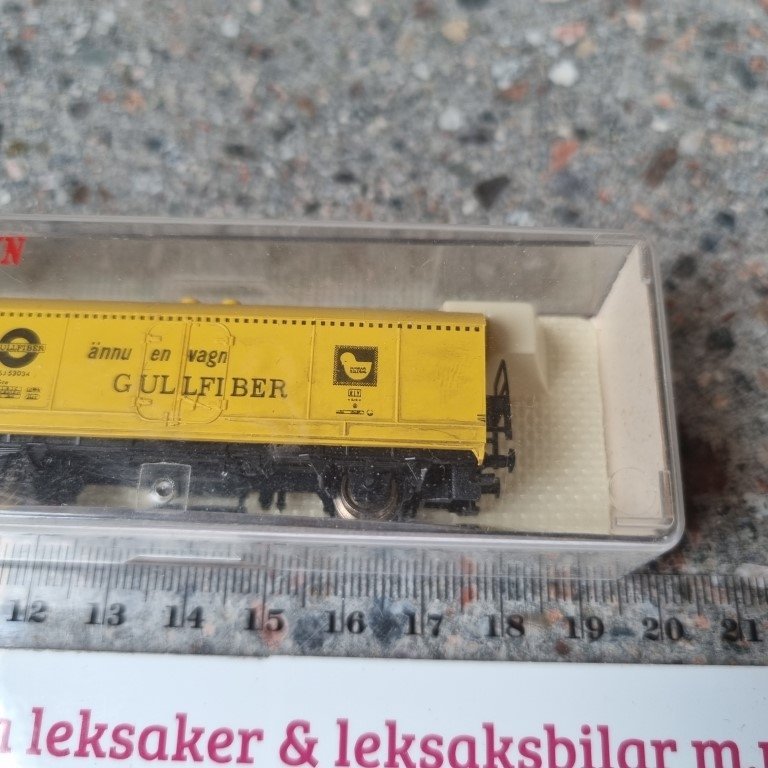 N
GULLFIBER
ännu en vagn
GULLFIBER
12 13 14 15 16 17 18 19 20 21
leksaker & leksaksbilar m.